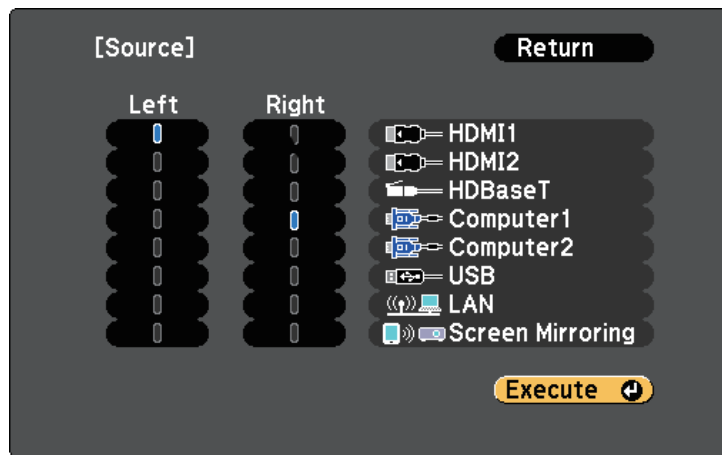 [Source] Return
Left Right
HDMI1
HDMI2
HDBaseT
Computer1
Computer2
USB
LAN
Screen Mirroring
Execute